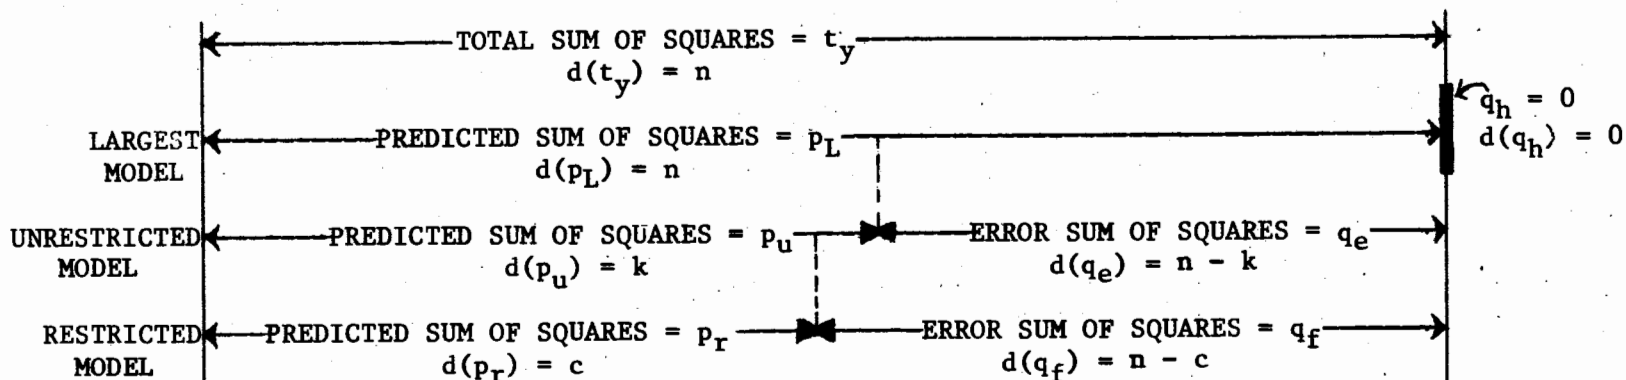 TOTAL SUM OF SQUARES = t_y
d(t_y) = n
q_h = 0
LARGEST PREDICTED SUM OF SQUARES = p_L d(q_h) = 0
MODEL d(p_L) = n
UNRESTRICTED PREDICTED SUM OF SQUARES = p_u ERROR SUM OF SQUARES = q_e
MODEL d(p_u) = k d(q_e) = n - k
RESTRICTED PREDICTED SUM OF SQUARES = p_r ERROR SUM OF SQUARES = q_f
MODEL d(p_r) = c d(q_f) = n - c